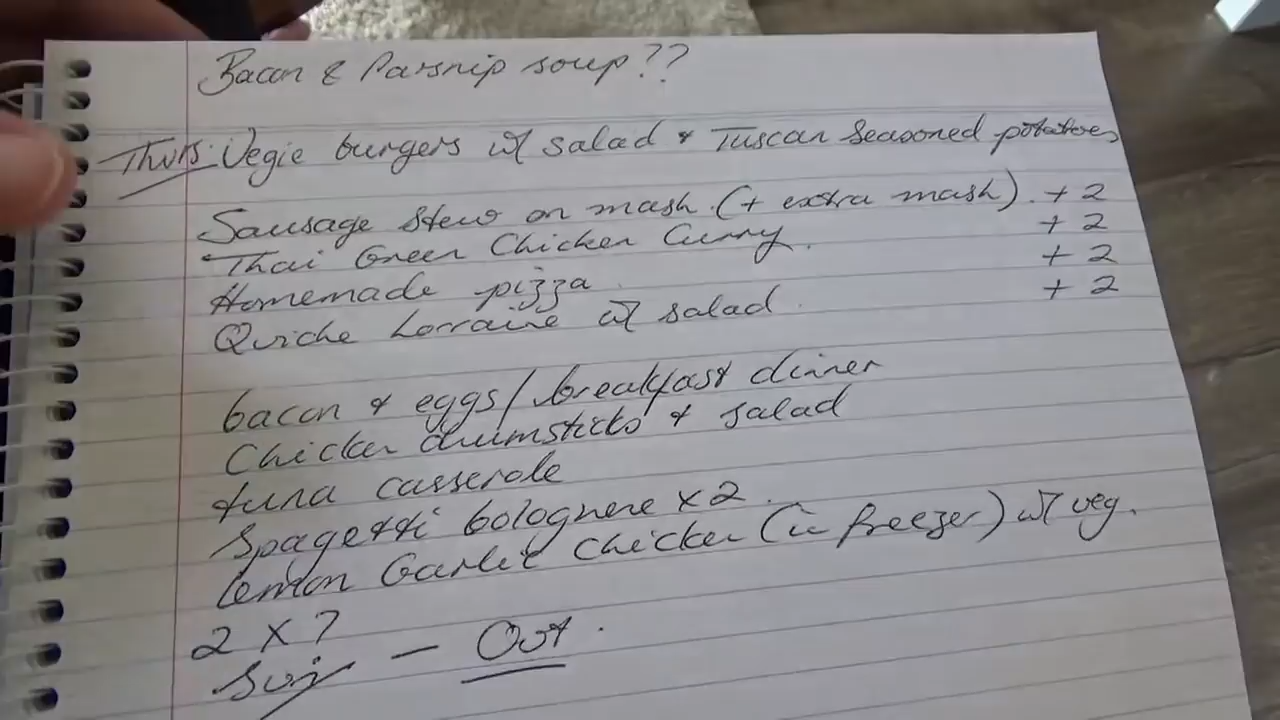 Bacon & Parsnip soup??
Thurs: Vegie burgers w/ salad & Tuscan Seasoned potatoes
Sausage Stew on mash (+ extra mash). + 2
Thai Green Chicken Curry. + 2
Homemade pizza + 2
Quiche Lorraine w/ salad. + 2
bacon & eggs/breakfast dinner
Chicken drumsticks & salad
tuna casserole
Spagetti bolognese x 2.
Lemon Garlic Chicken (in freezer) w/ veg.
2 x ?
Sun - Out.